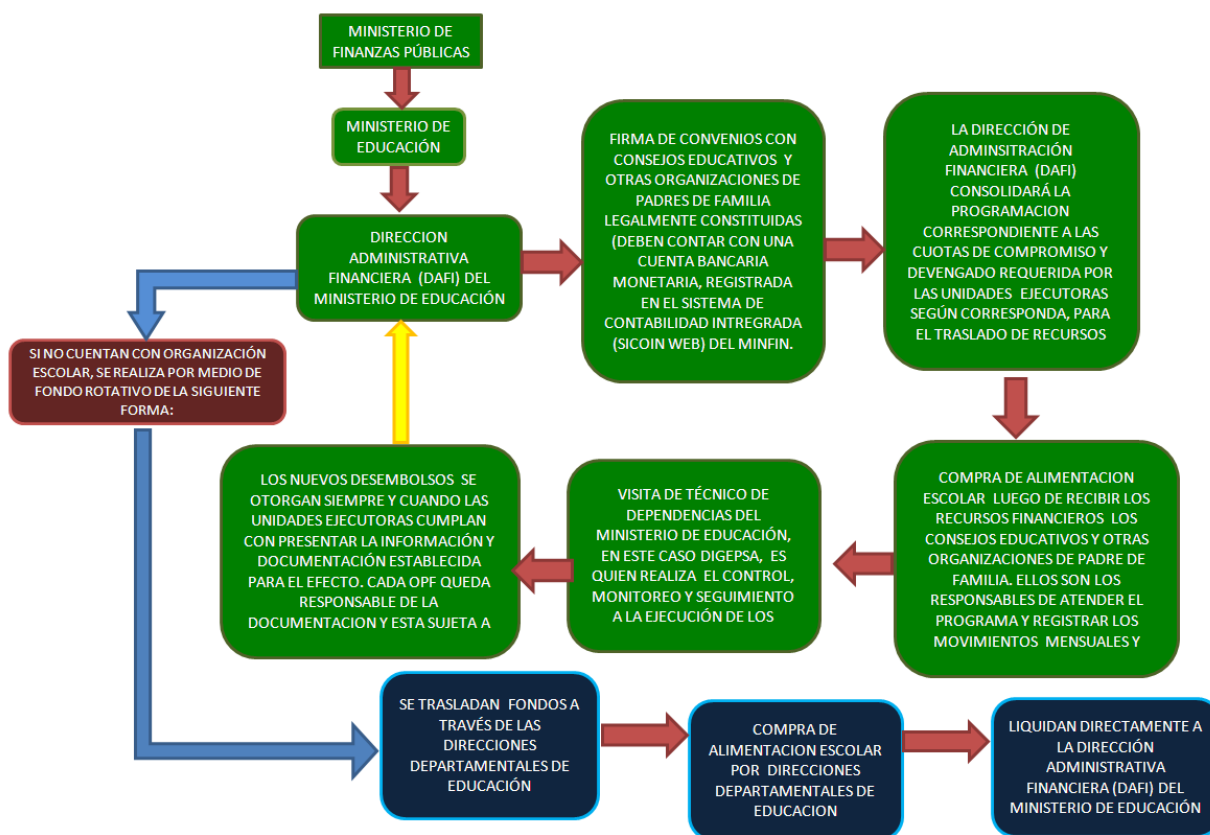 MINISTERIO DE
FINANZAS PÚBLICAS
MINISTERIO DE
EDUCACIÓN
DIRECCION
ADMINISTRATIVA
FINANCIERA (DAFI) DEL
MINISTERIO DE EDUCACIÓN
FIRMA DE CONVENIOS CON
CONSEJOS EDUCATIVOS Y
OTRAS ORGANIZACIONES DE
PADRES DE FAMILIA
LEGALMENTE CONSTITUIDAS
(DEBEN CONTAR CON UNA
CUENTA BANCARIA
MONETARIA, REGISTRADA
EN EL SISTEMA DE
CONTABILIDAD INTREGRADA
(SICOIN WEB) DEL MINFIN.
LA DIRECCIÓN DE
ADMINSITRACIÓN
FINANCIERA (DAFI)
CONSOLIDARÁ LA
PROGRAMACION
CORRESPONDIENTE A LAS
CUOTAS DE COMPROMISO Y
DEVENGADO REQUERIDA POR
LAS UNIDADES EJECUTORAS
SEGÚN CORRESPONDA, PARA
EL TRASLADO DE RECURSOS
SI NO CUENTAN CON ORGANIZACIÓN
ESCOLAR, SE REALIZA POR MEDIO DE
FONDO ROTATIVO DE LA SIGUIENTE
FORMA:
LOS NUEVOS DESEMBOLSOS SE
OTORGAN SIEMPRE Y CUANDO LAS
UNIDADES EJECUTORAS CUMPLAN
CON PRESENTAR LA INFORMACIÓN Y
DOCUMENTACIÓN ESTABLECIDA
PARA EL EFECTO. CADA OPF QUEDA
RESPONSABLE DE LA
DOCUMENTACION Y ESTA SUJETA A
VISITA DE TÉCNICO DE
DEPENDENCIAS DEL
MINISTERIO DE EDUCACIÓN,
EN ESTE CASO DIGEPSA, ES
QUIEN REALIZA EL CONTROL,
MONITOREO Y SEGUIMIENTO
A LA EJECUCIÓN DE LOS
COMPRA DE ALIMENTACION
ESCOLAR LUEGO DE RECIBIR LOS
RECURSOS FINANCIEROS LOS
CONSEJOS EDUCATIVOS Y OTRAS
ORGANIZACIONES DE PADRE DE
FAMILIA. ELLOS SON LOS
RESPONSABLES DE ATENDER EL
PROGRAMA Y REGISTRAR LOS
MOVIMIENTOS MENSUALES Y
SE TRASLADAN FONDOS A
TRAVÉS DE LAS
DIRECCIONES
DEPARTAMENTALES DE
EDUCACIÓN
COMPRA DE
ALIMENTACION ESCOLAR
POR DIRECCIONES
DEPARTAMENTALES DE
EDUCACION
LIQUIDAN DIRECTAMENTE A
LA DIRECCIÓN
ADMINISTRATIVA
FINANCIERA (DAFI) DEL
MINISTERIO DE EDUCACIÓN